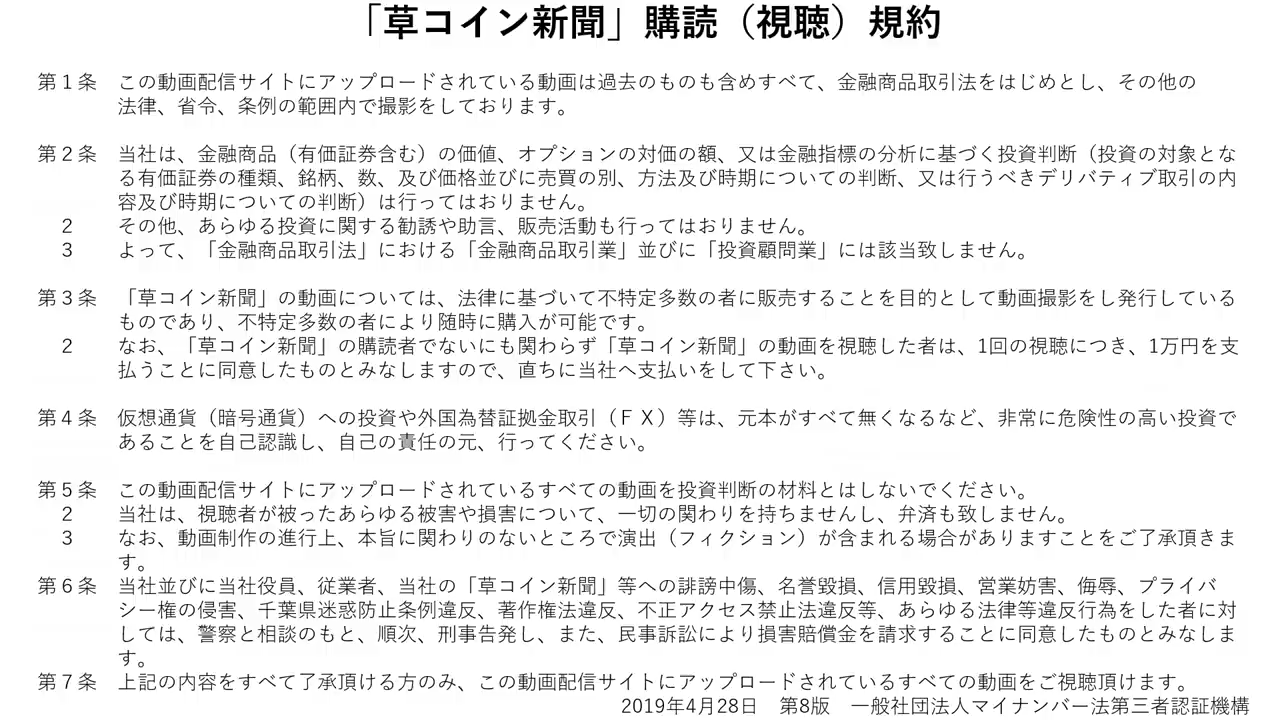 「草コイン新聞」購読（視聴）規約
第１条　この動画配信サイトにアップロードされている動画は過去のものも含めすべて、金融商品取引法をはじめとし、その他の
法律、省令、条例の範囲内で撮影をしております。
第２条　当社は、金融商品（有価証券含む）の価値、オプションの対価の額、又は金融指標の分析に基づく投資判断（投資の対象とな
る有価証券の種類、銘柄、数、及び価格並びに売買の別、方法及び時期についての判断、又は行うべきデリバティブ取引の内
容及び時期についての判断）は行ってはおりません。
２　その他、あらゆる投資に関する勧誘や助言、販売活動も行ってはおりません。
３　よって、「金融商品取引法」における「金融商品取引業」並びに「投資顧問業」には該当致しません。
第３条　「草コイン新聞」の動画については、法律に基づいて不特定多数の者に販売することを目的として動画撮影をし発行している
ものであり、不特定多数の者により随時に購入が可能です。
２　なお、「草コイン新聞」の購読者でないにも関わらず「草コイン新聞」の動画を視聴した者は、1回の視聴につき、1万円を支
払うことに同意したものとみなしますので、直ちに当社へ支払いをして下さい。
第４条　仮想通貨（暗号通貨）への投資や外国為替証拠金取引（ＦＸ）等は、元本がすべて無くなるなど、非常に危険性の高い投資で
あることを自己認識し、自己の責任の元、行ってください。
第５条　この動画配信サイトにアップロードされているすべての動画を投資判断の材料とはしないでください。
２　当社は、視聴者が被ったあらゆる被害や損害について、一切の関わりを持ちませんし、弁済も致しません。
３　なお、動画制作の進行上、本旨に関わりのないところで演出（フィクション）が含まれる場合がありますことをご了承頂きま
す。
第６条　当社並びに当社役員、従業者、当社の「草コイン新聞」等への誹謗中傷、名誉毀損、信用毀損、営業妨害、侮辱、プライバ
シー権の侵害、千葉県迷惑防止条例違反、著作権法違反、不正アクセス禁止法違反等、あらゆる法律等違反行為をした者に対
しては、警察と相談のもと、順次、刑事告発し、また、民事訴訟により損害賠償金を請求することに同意したものとみなしま
す。
第７条　上記の内容をすべて了承頂ける方のみ、この動画配信サイトにアップロードされているすべての動画をご視聴頂けます。
2019年4月28日　第8版　一般社団法人マイナンバー法第三者認証機構